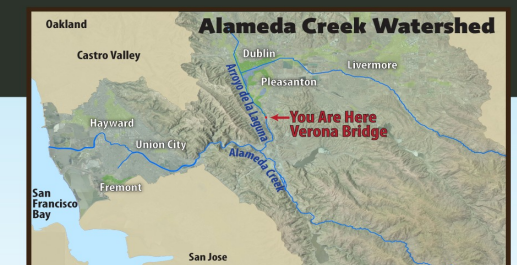 Alameda Creek Watershed
Oakland
Castro Valley
Dublin
Livermore
Pleasanton
Arroyo de la Laguna
You Are Here
Verona Bridge
Hayward
Union City
Alameda Creek
Fremont
San
Francisco
Bay
San Jose